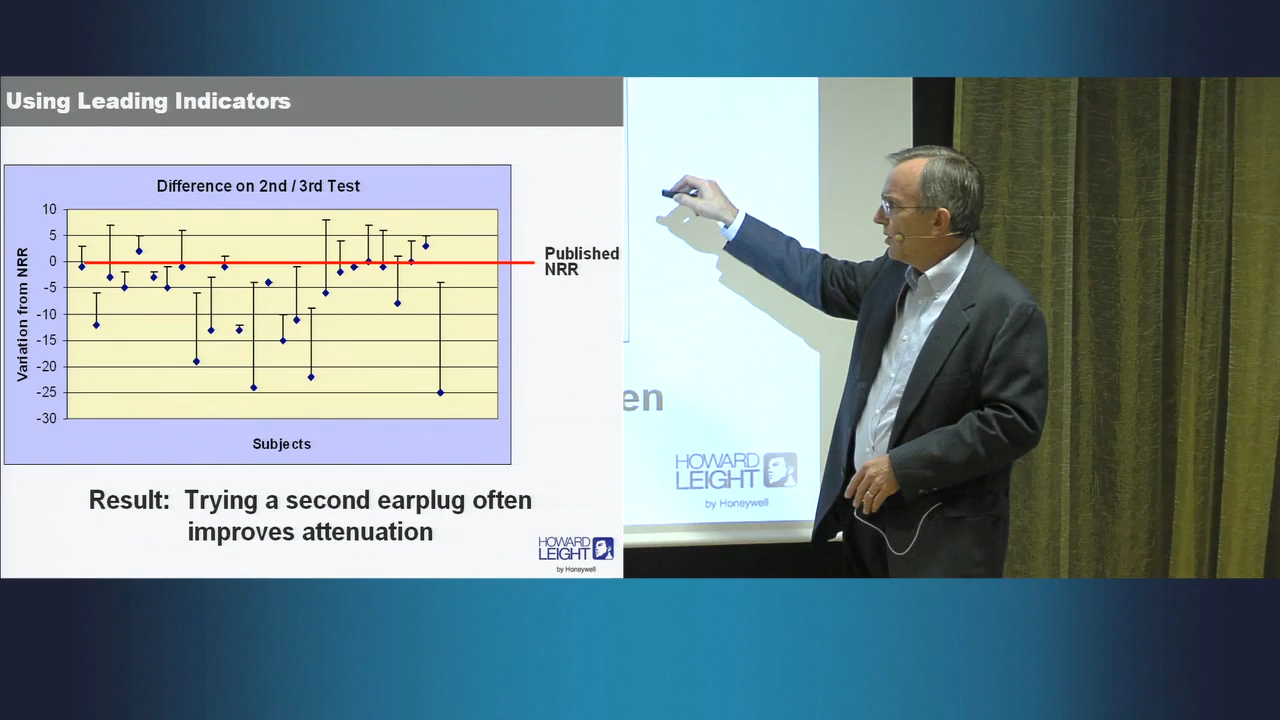 Using Leading Indicators
Difference on 2nd / 3rd Test
10
5
0
-5
-10
-15
-20
-25
-30
Variation from NRR
Subjects
Published
NRR
Result: Trying a second earplug often
improves attenuation
HOWARD
LEIGHT
by Honeywell
en
HOWARD
LEIGHT
by Honeywell